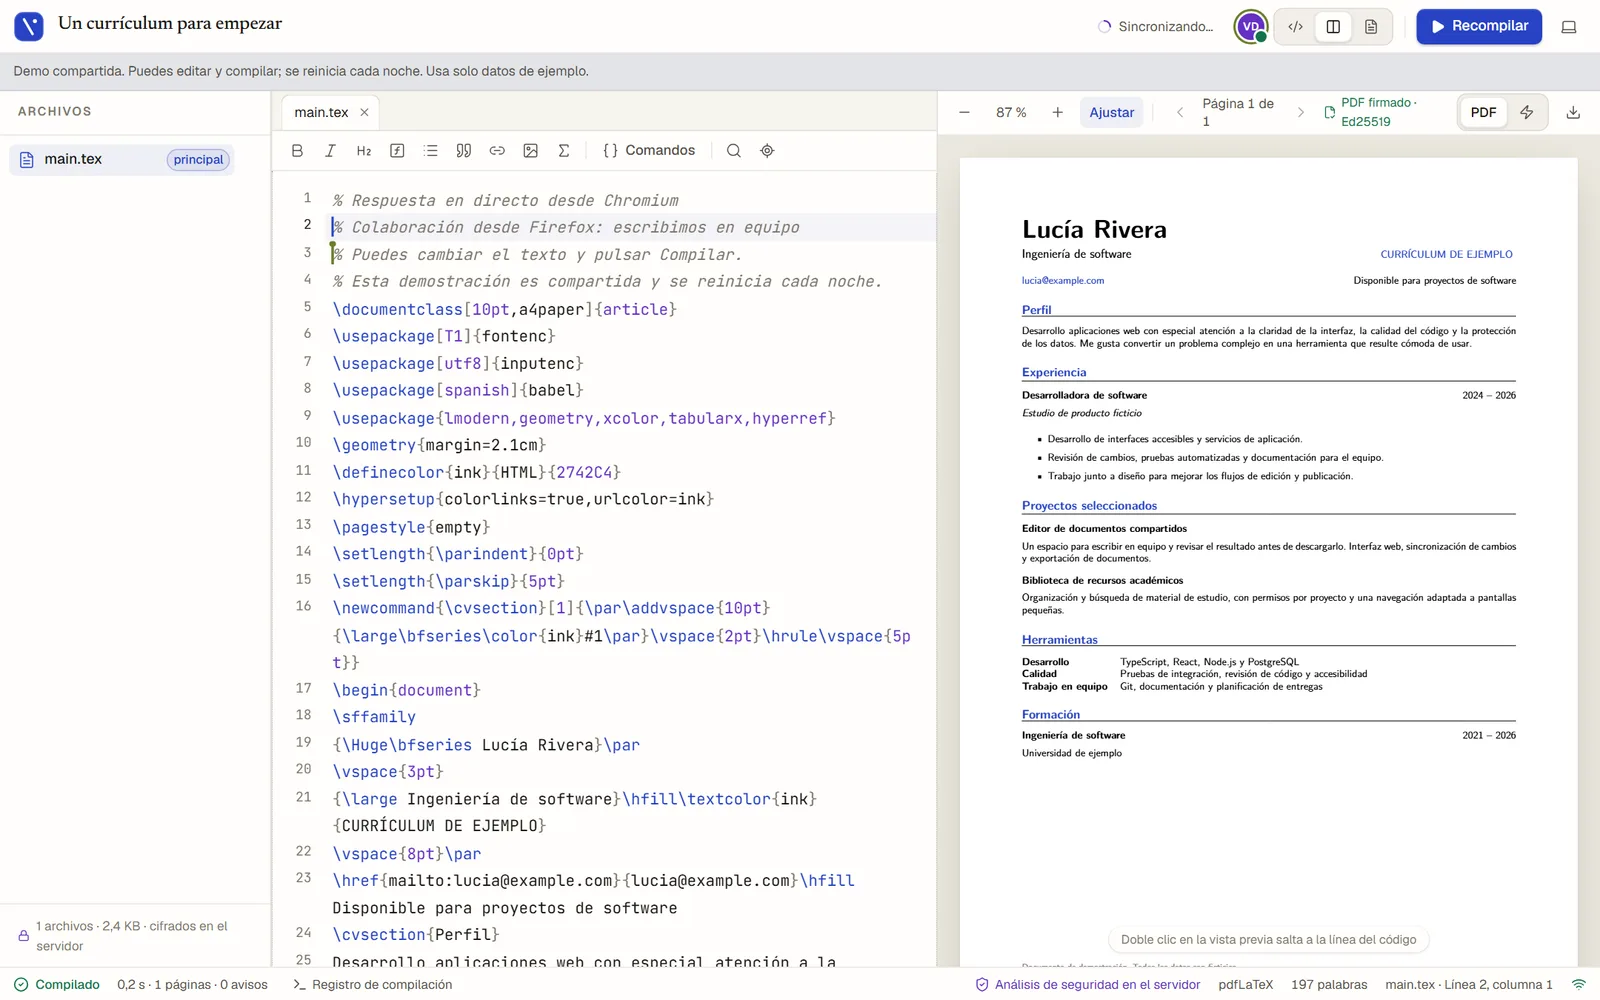 Un currículum para empezar
Sincronizando...
VD
Recompilar
Demo compartida. Puedes editar y compilar; se reinicia cada noche. Usa solo datos de ejemplo.
ARCHIVOS
main.tex
principal
1 archivos · 2,4 KB · cifrados en el
servidor
main.tex
B
I
H2
Comandos
1 % Respuesta en directo desde Chromium
2 % Colaboración desde Firefox: escribimos en equipo
3 % Puedes cambiar el texto y pulsar Compilar.
4 % Esta demostración es compartida y se reinicia cada noche.
5 \documentclass[10pt,a4paper]{article}
6 \usepackage[T1]{fontenc}
7 \usepackage[utf8]{inputenc}
8 \usepackage[spanish]{babel}
9 \usepackage{lmodern,geometry,xcolor,tabularx,hyperref}
10 \geometry{margin=2.1cm}
11 \definecolor{ink}{HTML}{2742C4}
12 \hypersetup{colorlinks=true,urlcolor=ink}
13 \pagestyle{empty}
14 \setlength{\parindent}{0pt}
15 \setlength{\parskip}{5pt}
16 \newcommand{\cvsection}[1]{\par\addvspace{10pt}
{\large\bfseries\color{ink}#1\par}\vspace{2pt}\hrule\vspace{5p
t}}
17 \begin{document}
18 \sffamily
19 {\Huge\bfseries Lucía Rivera}\par
20 \vspace{3pt}
21 {\large Ingeniería de software}\hfill\textcolor{ink}
{CURRÍCULUM DE EJEMPLO}
22 \vspace{8pt}\par
23 \href{mailto:lucia@example.com}{lucia@example.com}\hfill
Disponible para proyectos de software
24 \cvsection{Perfil}
25 Desarrollo aplicaciones web con especial atención a la
87 %
Ajustar
Página 1 de
1
PDF firmado ·
Ed25519
PDF
Lucía Rivera
Ingeniería de software
CURRÍCULUM DE EJEMPLO
lucia@example.com
Disponible para proyectos de software
Perfil
Desarrollo aplicaciones web con especial atención a la claridad de la interfaz, la calidad del código y la protección
de los datos. Me gusta convertir un problema complejo en una herramienta que resulte cómoda de usar.
Experiencia
Desarrolladora de software
2024 – 2026
Estudio de producto ficticio
▪ Desarrollo de interfaces accesibles y servicios de aplicación.
▪ Revisión de cambios, pruebas automatizadas y documentación para el equipo.
▪ Trabajo junto a diseño para mejorar los flujos de edición y publicación.
Proyectos seleccionados
Editor de documentos compartidos
Un espacio para escribir en equipo y revisar el resultado antes de descargarlo. Interfaz web, sincronización de cambios
y exportación de documentos.
Biblioteca de recursos académicos
Organización y búsqueda de material de estudio, con permisos por proyecto y una navegación adaptada a pantallas
pequeñas.
Herramientas
Desarrollo TypeScript, React, Node.js y PostgreSQL
Calidad Pruebas de integración, revisión de código y accesibilidad
Trabajo en equipo Git, documentación y planificación de entregas
Formación
Ingeniería de software
2021 – 2026
Universidad de ejemplo
Doble clic en la vista previa salta a la línea del código
Compilado
0,2 s · 1 páginas · 0 avisos
Registro de compilación
Análisis de seguridad en el servidor
pdfLaTeX
197 palabras
main.tex · Línea 2, columna 1